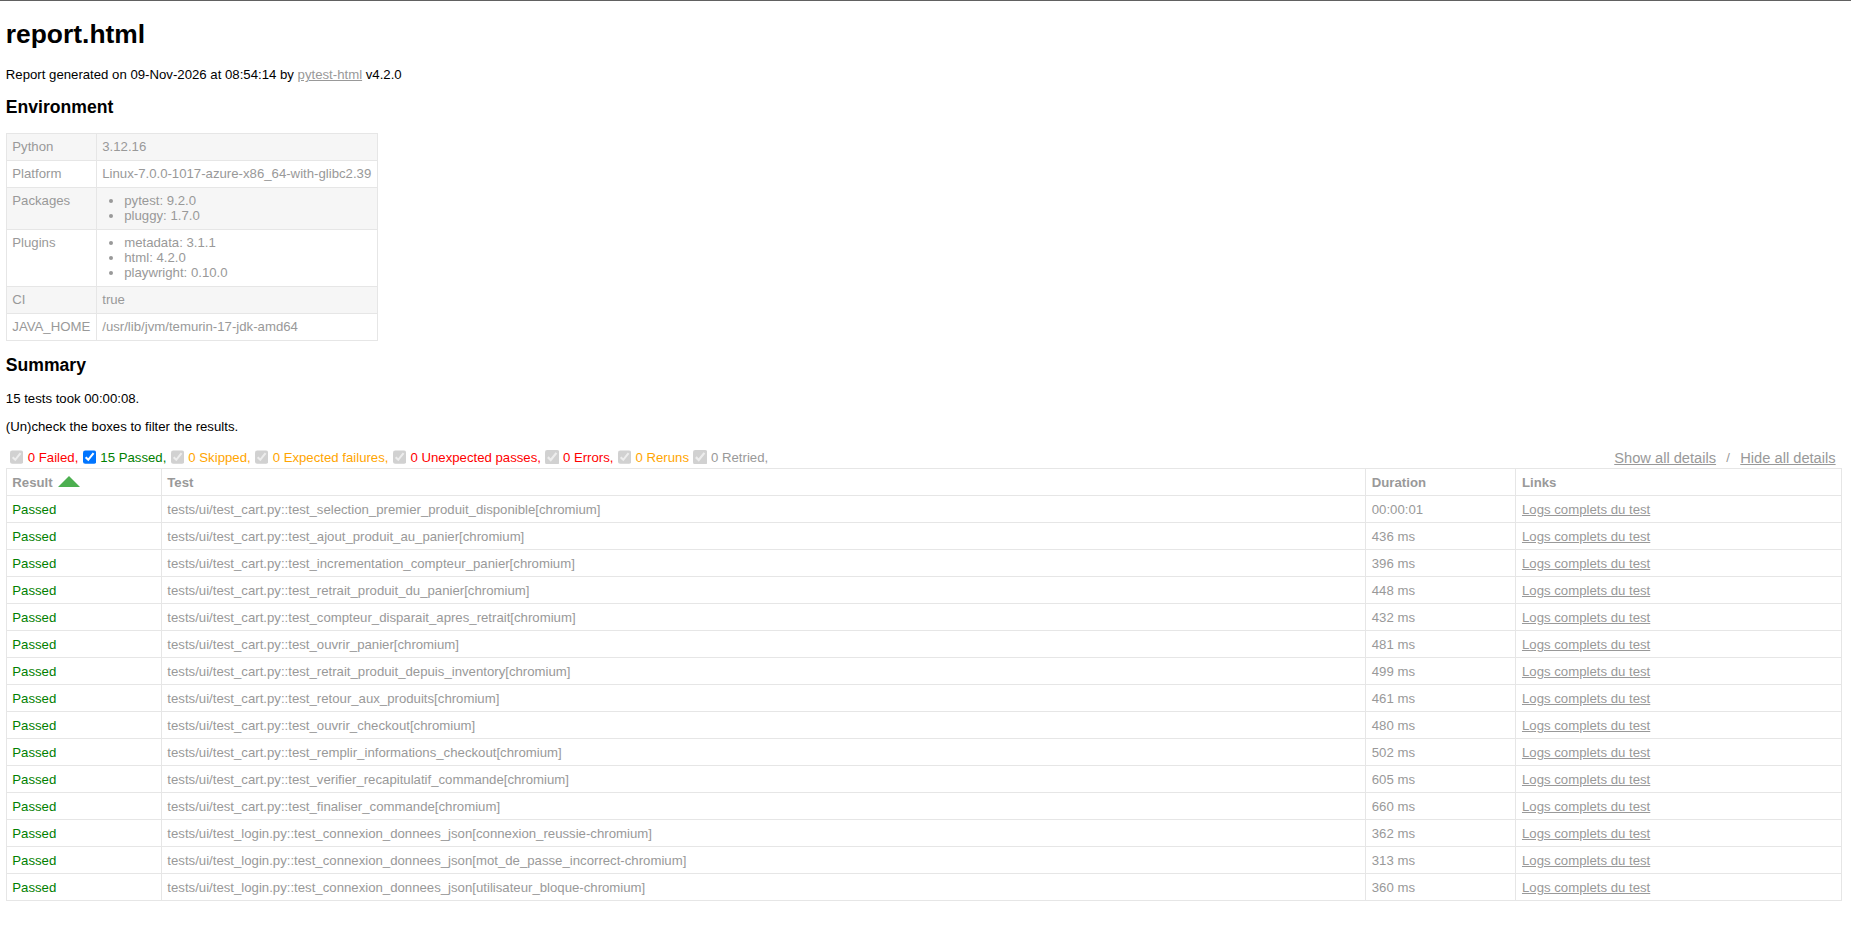 report.html
Report generated on 09-Nov-2026 at 08:54:14 by pytest-html v4.2.0
Environment
Python 3.12.16
Platform Linux-7.0.0-1017-azure-x86_64-with-glibc2.39
Packages • pytest: 9.2.0
• pluggy: 1.7.0
Plugins • metadata: 3.1.1
• html: 4.2.0
• playwright: 0.10.0
CI true
JAVA_HOME /usr/lib/jvm/temurin-17-jdk-amd64
Summary
15 tests took 00:00:08.
(Un)check the boxes to filter the results.
0 Failed, 15 Passed, 0 Skipped, 0 Expected failures, 0 Unexpected passes, 0 Errors, 0 Reruns 0 Retried, Show all details / Hide all details
Result Test Duration Links
Passed tests/ui/test_cart.py::test_selection_premier_produit_disponible[chromium] 00:00:01 Logs complets du test
Passed tests/ui/test_cart.py::test_ajout_produit_au_panier[chromium] 436 ms Logs complets du test
Passed tests/ui/test_cart.py::test_incrementation_compteur_panier[chromium] 396 ms Logs complets du test
Passed tests/ui/test_cart.py::test_retrait_produit_du_panier[chromium] 448 ms Logs complets du test
Passed tests/ui/test_cart.py::test_compteur_disparait_apres_retrait[chromium] 432 ms Logs complets du test
Passed tests/ui/test_cart.py::test_ouvrir_panier[chromium] 481 ms Logs complets du test
Passed tests/ui/test_cart.py::test_retrait_produit_depuis_inventory[chromium] 499 ms Logs complets du test
Passed tests/ui/test_cart.py::test_retour_aux_produits[chromium] 461 ms Logs complets du test
Passed tests/ui/test_cart.py::test_ouvrir_checkout[chromium] 480 ms Logs complets du test
Passed tests/ui/test_cart.py::test_remplir_informations_checkout[chromium] 502 ms Logs complets du test
Passed tests/ui/test_cart.py::test_verifier_recapitulatif_commande[chromium] 605 ms Logs complets du test
Passed tests/ui/test_cart.py::test_finaliser_commande[chromium] 660 ms Logs complets du test
Passed tests/ui/test_login.py::test_connexion_donnees_json[connexion_reussie-chromium] 362 ms Logs complets du test
Passed tests/ui/test_login.py::test_connexion_donnees_json[mot_de_passe_incorrect-chromium] 313 ms Logs complets du test
Passed tests/ui/test_login.py::test_connexion_donnees_json[utilisateur_bloque-chromium] 360 ms Logs complets du test